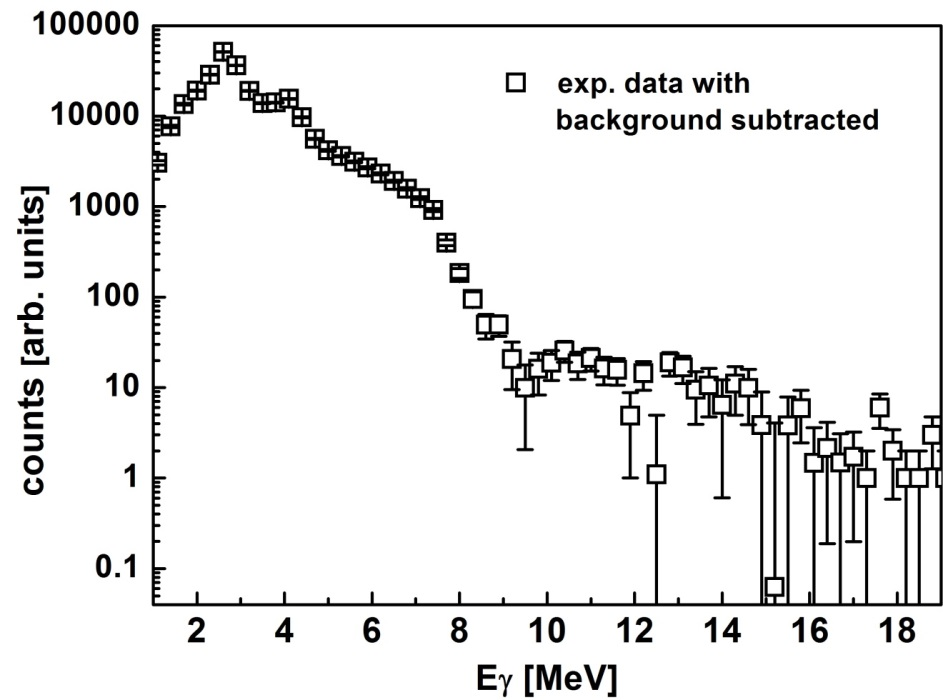 100000
10000
1000
100
10
1
0.1
counts [arb. units]
exp. data with
background subtracted
2 4 6 8 10 12 14 16 18
Eγ [MeV]